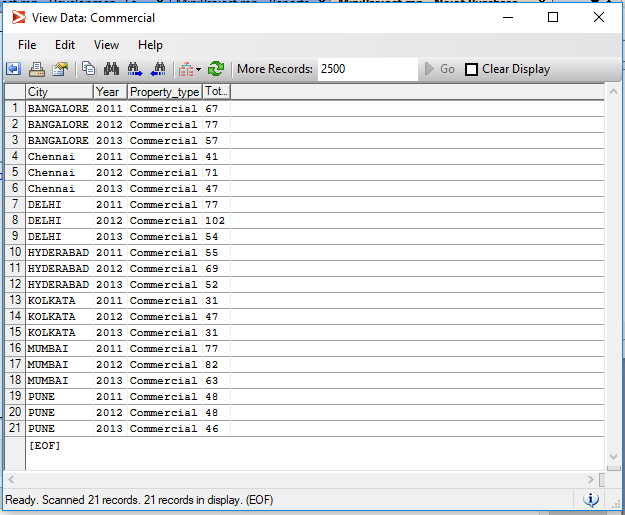 View Data: Commercial
File Edit View Help
More Records: 2500 Go Clear Display
City Year Property_type Tot...
1 BANGALORE 2011 Commercial 67
2 BANGALORE 2012 Commercial 77
3 BANGALORE 2013 Commercial 57
4 Chennai 2011 Commercial 41
5 Chennai 2012 Commercial 71
6 Chennai 2013 Commercial 47
7 DELHI 2011 Commercial 77
8 DELHI 2012 Commercial 102
9 DELHI 2013 Commercial 54
10 HYDERABAD 2011 Commercial 55
11 HYDERABAD 2012 Commercial 69
12 HYDERABAD 2013 Commercial 52
13 KOLKATA 2011 Commercial 31
14 KOLKATA 2012 Commercial 47
15 KOLKATA 2013 Commercial 31
16 MUMBAI 2011 Commercial 77
17 MUMBAI 2012 Commercial 82
18 MUMBAI 2013 Commercial 63
19 PUNE 2011 Commercial 48
20 PUNE 2012 Commercial 48
21 PUNE 2013 Commercial 46
[EOF]
Ready. Scanned 21 records. 21 records in display. (EOF)